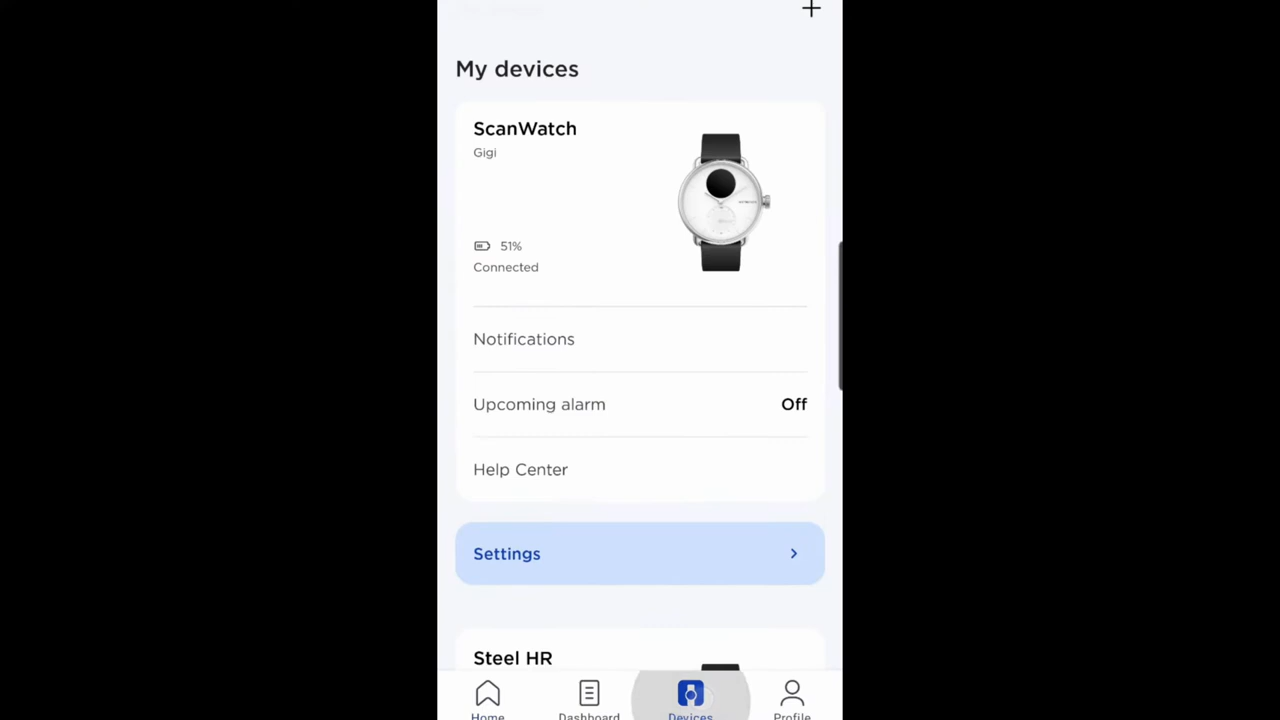 My devices
ScanWatch
Gigi
51%
Connected
Notifications
Upcoming alarm Off
Help Center
Settings
Steel HR
Home Dashboard Devices Profile